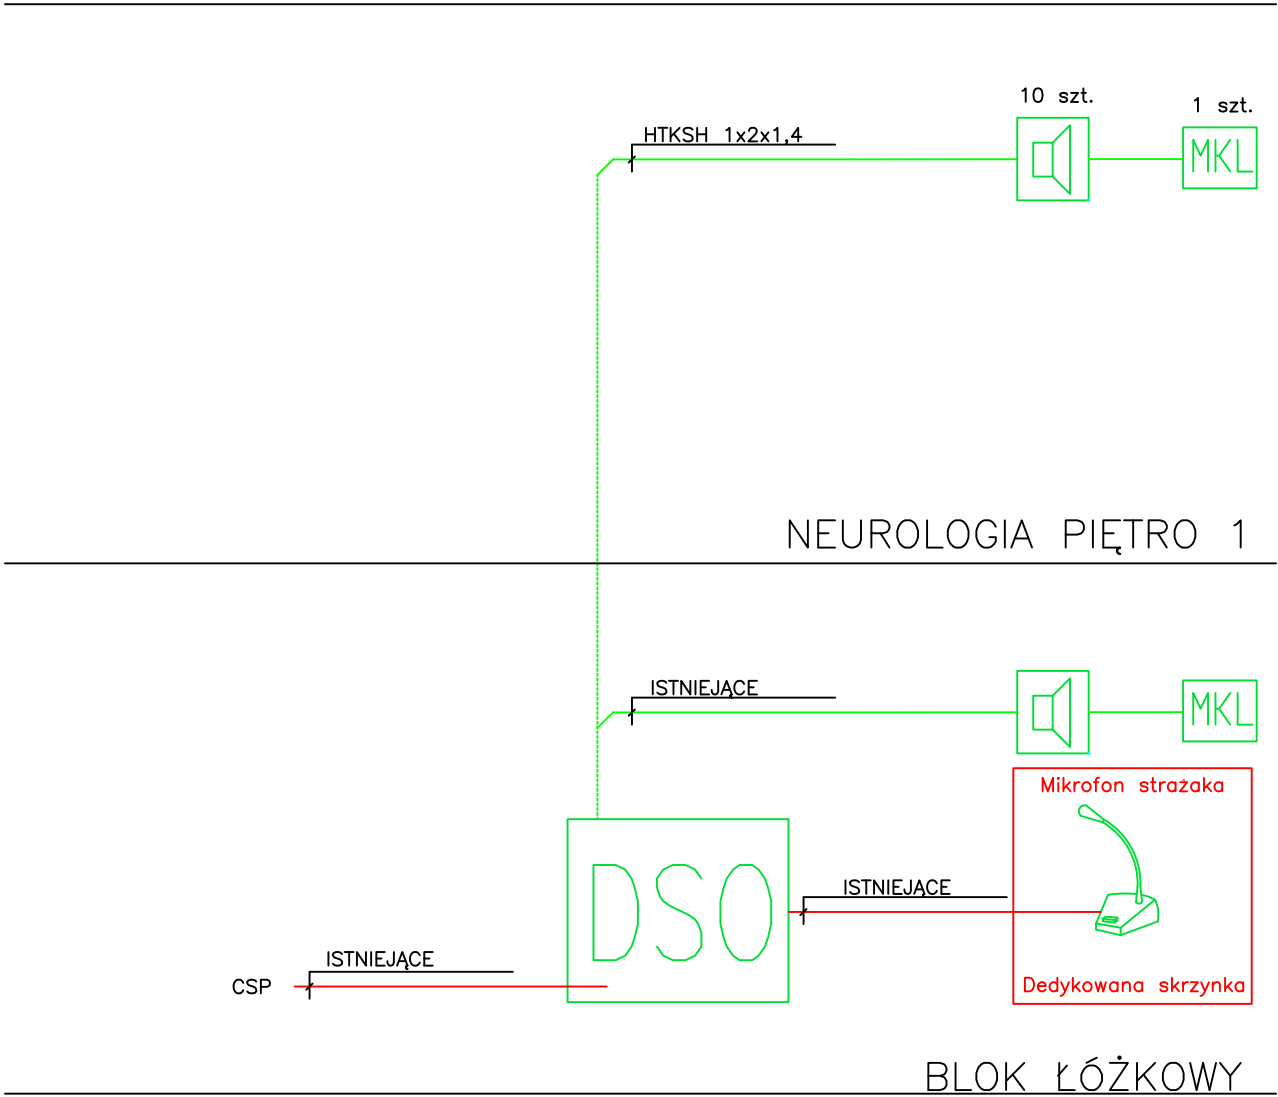 10 szt.
1 szt.
HTKSH 1x2x1,4
MKL
NEUROLOGIA PIĘTRO 1
ISTNIEJĄCE
MKL
Mikrofon strażaka
DSO
ISTNIEJĄCE
ISTNIEJĄCE
CSP
Dedykowana skrzynka
BLOK ŁÓŻKOWY